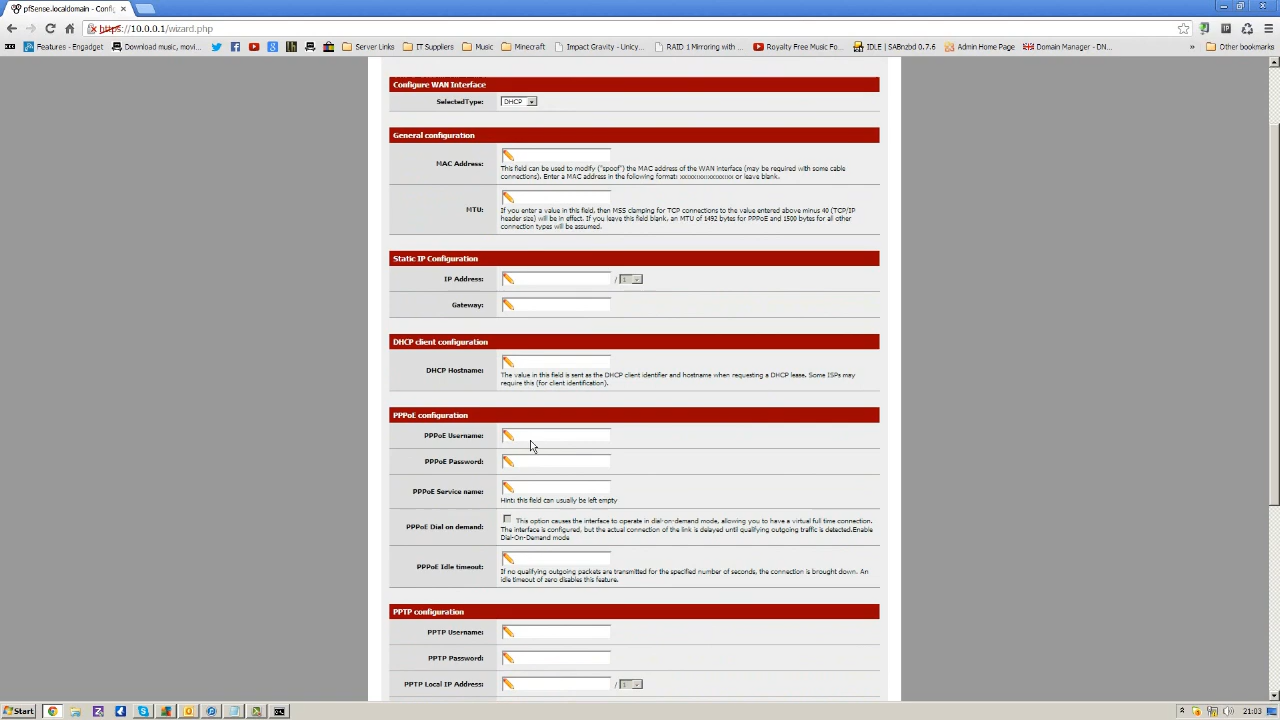 pfSense.localdomain - Config
https://10.0.0.1/wizard.php
Features - Engadget
Download music, movi...
Server Links
IT Suppliers
Music
Minecraft
Impact Gravity - Unicy...
RAID 1 Mirroring with ...
Royalty Free Music Fo...
IDLE | SABnzbd 0.7.6
Admin Home Page
Domain Manager - DN...
»
Other bookmarks
Configure WAN Interface
SelectedType:
DHCP
General configuration
MAC Address:
This field can be used to modify ("spoof") the MAC address of the WAN interface (may be required with some cable
connections). Enter a MAC address in the following format: xx:xx:xx:xx:xx:xx or leave blank.
MTU:
If you enter a value in this field, then MSS clamping for TCP connections to the value entered above minus 40 (TCP/IP
header size) will be in effect. If you leave this field blank, an MTU of 1492 bytes for PPPoE and 1500 bytes for all other
connection types will be assumed.
Static IP Configuration
IP Address:
/ 1
Gateway:
DHCP client configuration
DHCP Hostname:
The value in this field is sent as the DHCP client identifier and hostname when requesting a DHCP lease. Some ISPs may
require this (for client identification).
PPPoE configuration
PPPoE Username:
PPPoE Password:
PPPoE Service name:
Hint: this field can usually be left empty
PPPoE Dial on demand:
This option causes the interface to operate in dial-on-demand mode, allowing you to have a virtual full time connection.
The interface is configured, but the actual connection of the link is delayed until qualifying outgoing traffic is detected.Enable
Dial-On-Demand mode
PPPoE Idle timeout:
If no qualifying outgoing packets are transmitted for the specified number of seconds, the connection is brought down. An
idle timeout of zero disables this feature.
PPTP configuration
PPTP Username:
PPTP Password:
PPTP Local IP Address:
/ 1
Start
21:03